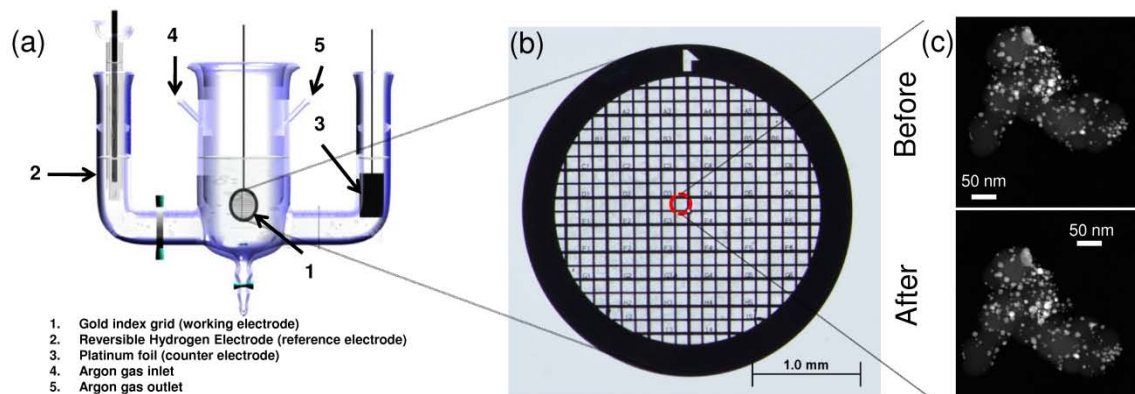 (a)
4
5
3
2
1
1. Gold index grid (working electrode)
2. Reversible Hydrogen Electrode (reference electrode)
3. Platinum foil (counter electrode)
4. Argon gas inlet
5. Argon gas outlet
(b)
1.0 mm
(c)
Before
50 nm
After
50 nm